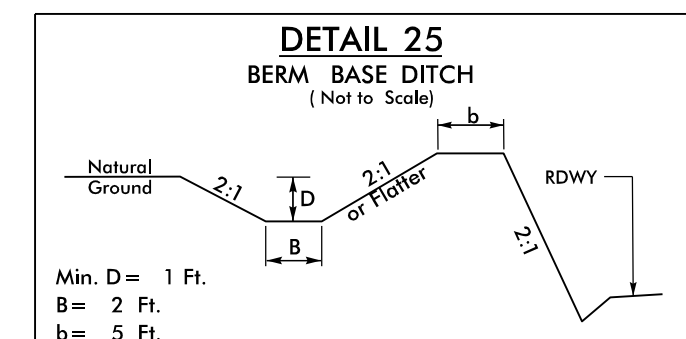 DETAIL 25
BERM BASE DITCH
( Not to Scale)
b
Natural
Ground
2:1
D
2:1
or Flatter
RDWY
B
2:1
Min. D = 1 Ft.
B = 2 Ft.
b = 5 Ft.